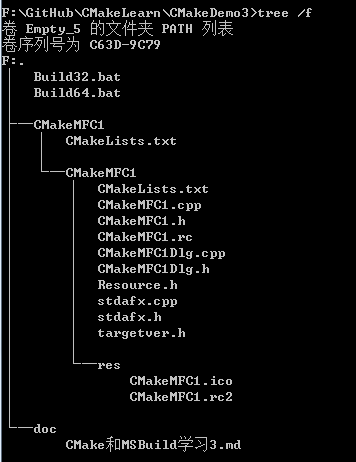 F:\GitHub\CMakeLearn\CMakeDemo3>tree /f
卷 Empty_5 的文件夹 PATH 列表
卷序列号为 C63D-9C79
F:.
Build32.bat
Build64.bat
CMakeMFC1
CMakeLists.txt
CMakeMFC1
CMakeLists.txt
CMakeMFC1.cpp
CMakeMFC1.h
CMakeMFC1.rc
CMakeMFC1Dlg.cpp
CMakeMFC1Dlg.h
Resource.h
stdafx.cpp
stdafx.h
targetver.h
res
CMakeMFC1.ico
CMakeMFC1.rc2
doc
CMake和MSBuild学习3.md